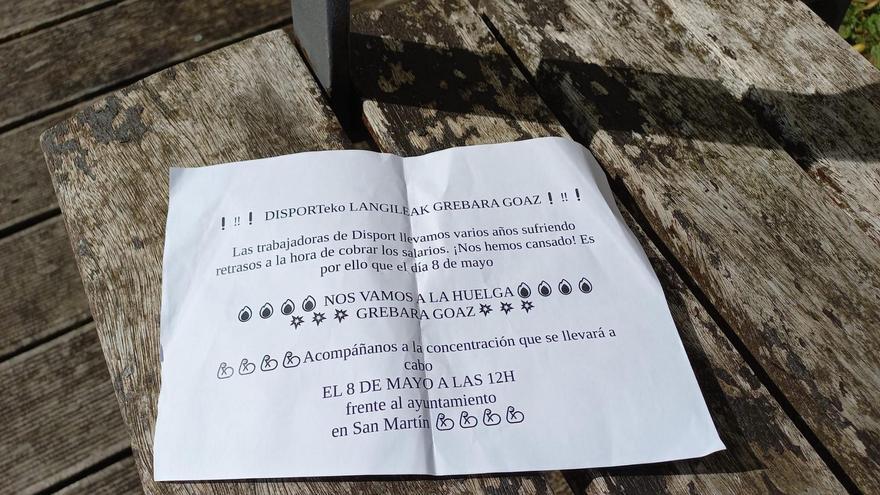 ❗‼❗ DISPORTeko LANGILEAK GREBARA GOAZ❗‼❗
Las trabajadoras de Disport llevamos varios años sufriendo
retrasos a la hora de cobrar los salarios. ¡Nos hemos cansado! Es
por ello que el día 8 de mayo
🔥🔥🔥🔥 NOS VAMOS A LA HUELGA🔥🔥🔥🔥
💥💥💥 GREBARA GOAZ💥💥💥
💪💪💪💪Acompáñanos a la concentración que se llevará a
cabo
EL 8 DE MAYO A LAS 12H
frente al ayuntamiento
en San Martín💪💪💪💪